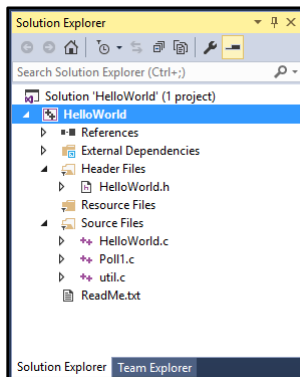 Solution Explorer
Search Solution Explorer (Ctrl+;)
Solution 'HelloWorld' (1 project)
HelloWorld
References
External Dependencies
Header Files
HelloWorld.h
Resource Files
Source Files
HelloWorld.c
Poll1.c
util.c
ReadMe.txt
Solution Explorer Team Explorer